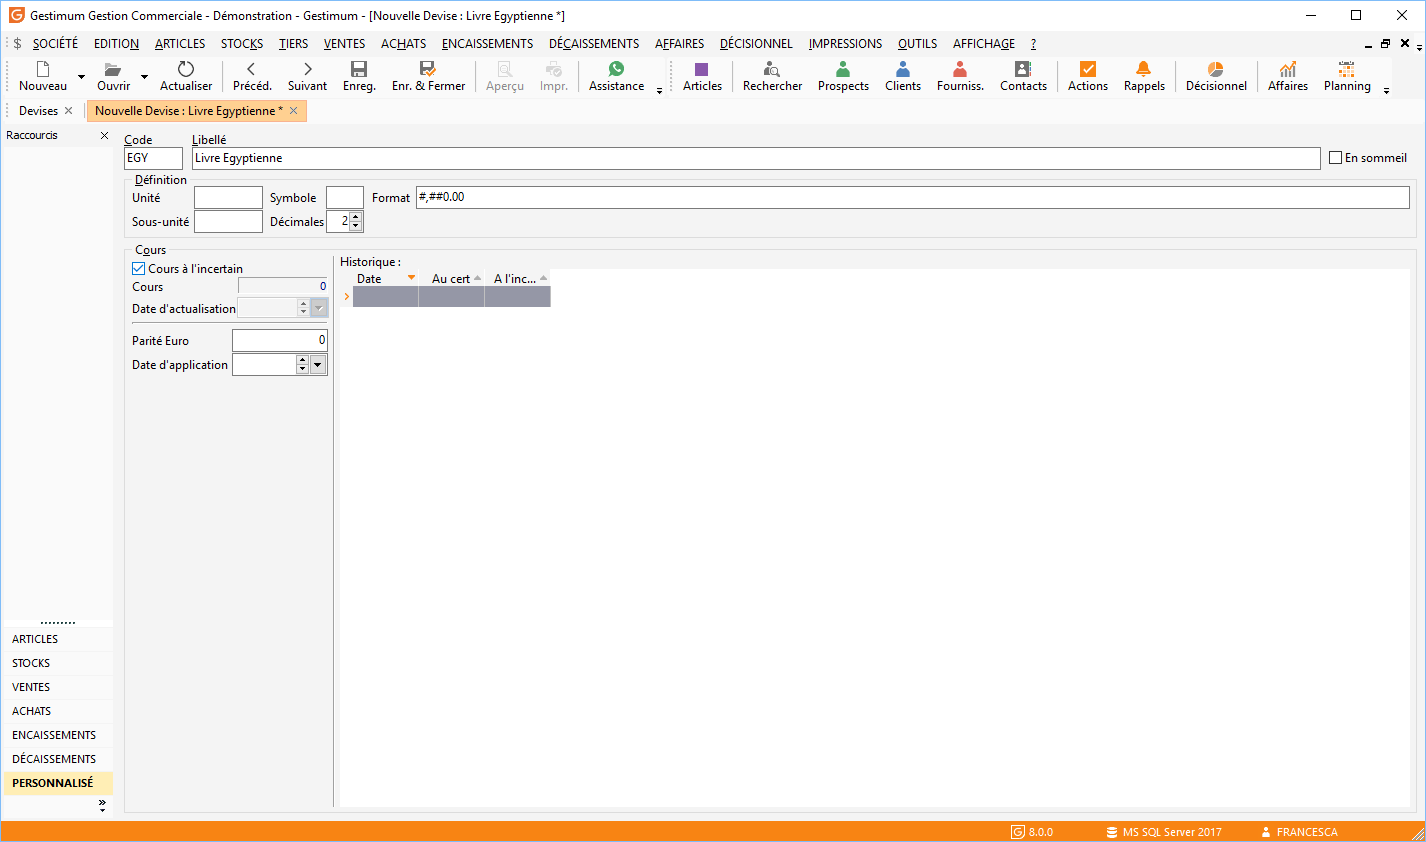 Gestimum Gestion Commerciale - Démonstration - Gestimum - [Nouvelle Devise : Livre Egyptienne *]
$ SOCIÉTÉ EDITION ARTICLES STOCKS TIERS VENTES ACHATS ENCAISSEMENTS DÉCAISSEMENTS AFFAIRES DÉCISIONNEL IMPRESSIONS OUTILS AFFICHAGE ?
Nouveau Ouvrir Actualiser Précéd. Suivant Enreg. Enr. & Fermer Aperçu Impr. Assistance Articles Rechercher Prospects Clients Fourniss. Contacts Actions Rappels Décisionnel Affaires Planning
Devises Nouvelle Devise : Livre Egyptienne *
Raccourcis
Code Libellé
EGY Livre Egyptienne En sommeil
Définition
Unité Symbole Format #,##0.00
Sous-unité Décimales 2
Cours
Cours à l'incertain
Cours 0
Date d'actualisation
Parité Euro 0
Date d'application
Historique :
Date Au cert A l'inc...
ARTICLES
STOCKS
VENTES
ACHATS
ENCAISSEMENTS
DÉCAISSEMENTS
PERSONNALISÉ
8.0.0 MS SQL Server 2017 FRANCESCA